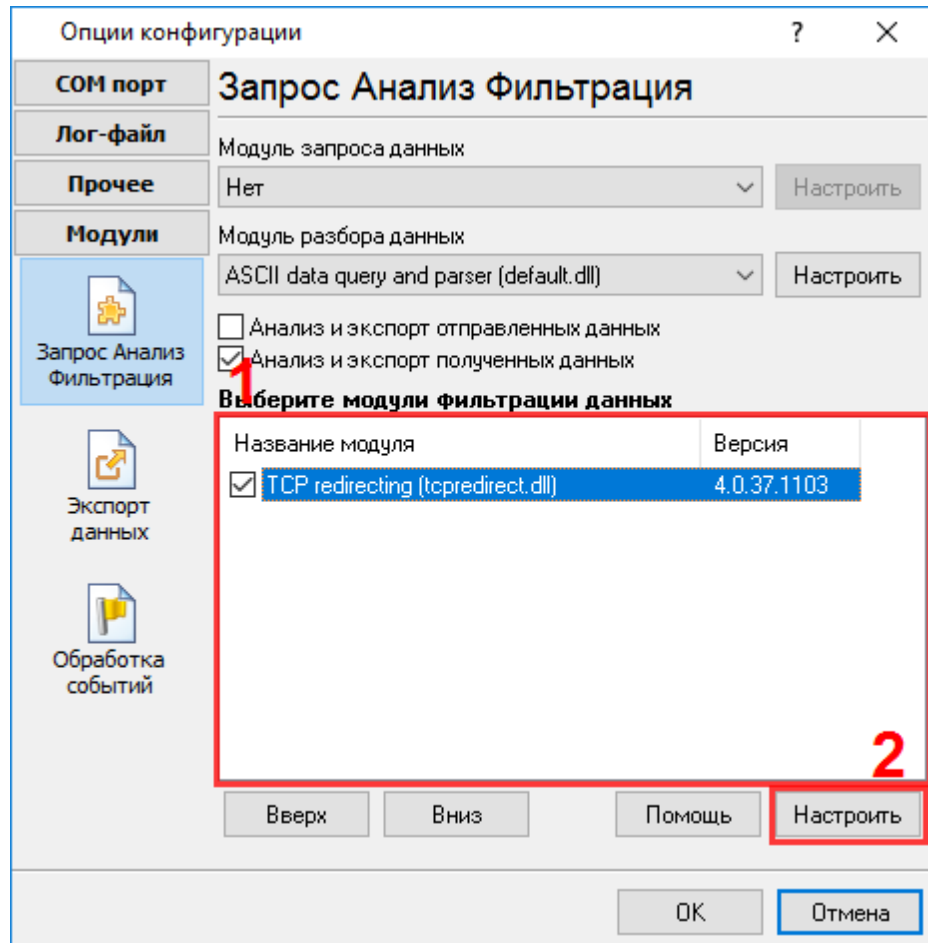 Опции конфигурации
?
COM порт
Лог-файл
Прочее
Модули
Запрос Анализ
Фильтрация
Экспорт
данных
Обработка
событий
Запрос Анализ Фильтрация
Модуль запроса данных
Нет
Настроить
Модуль разбора данных
ASCII data query and parser (default.dll)
Настроить
Анализ и экспорт отправленных данных
Анализ и экспорт полученных данных
1
Выберите модули фильтрации данных
Название модуля Версия
TCP redirecting (tcpredirect.dll) 4.0.37.1103
2
Вверх Вниз Помощь Настроить
OK Отмена